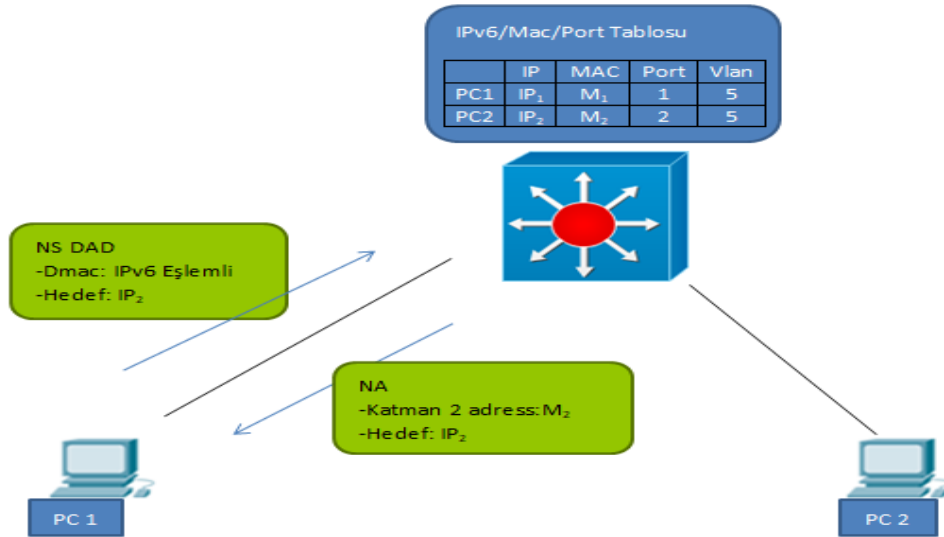 IPv6/Mac/Port Tablosu
IP MAC Port Vlan
PC1 IP₁ M₁ 1 5
PC2 IP₂ M₂ 2 5
NS DAD
-Dmac: IPv6 Eşlemli
-Hedef: IP₂
NA
-Katman 2 adress:M₂
-Hedef: IP₂
PC 1
PC 2